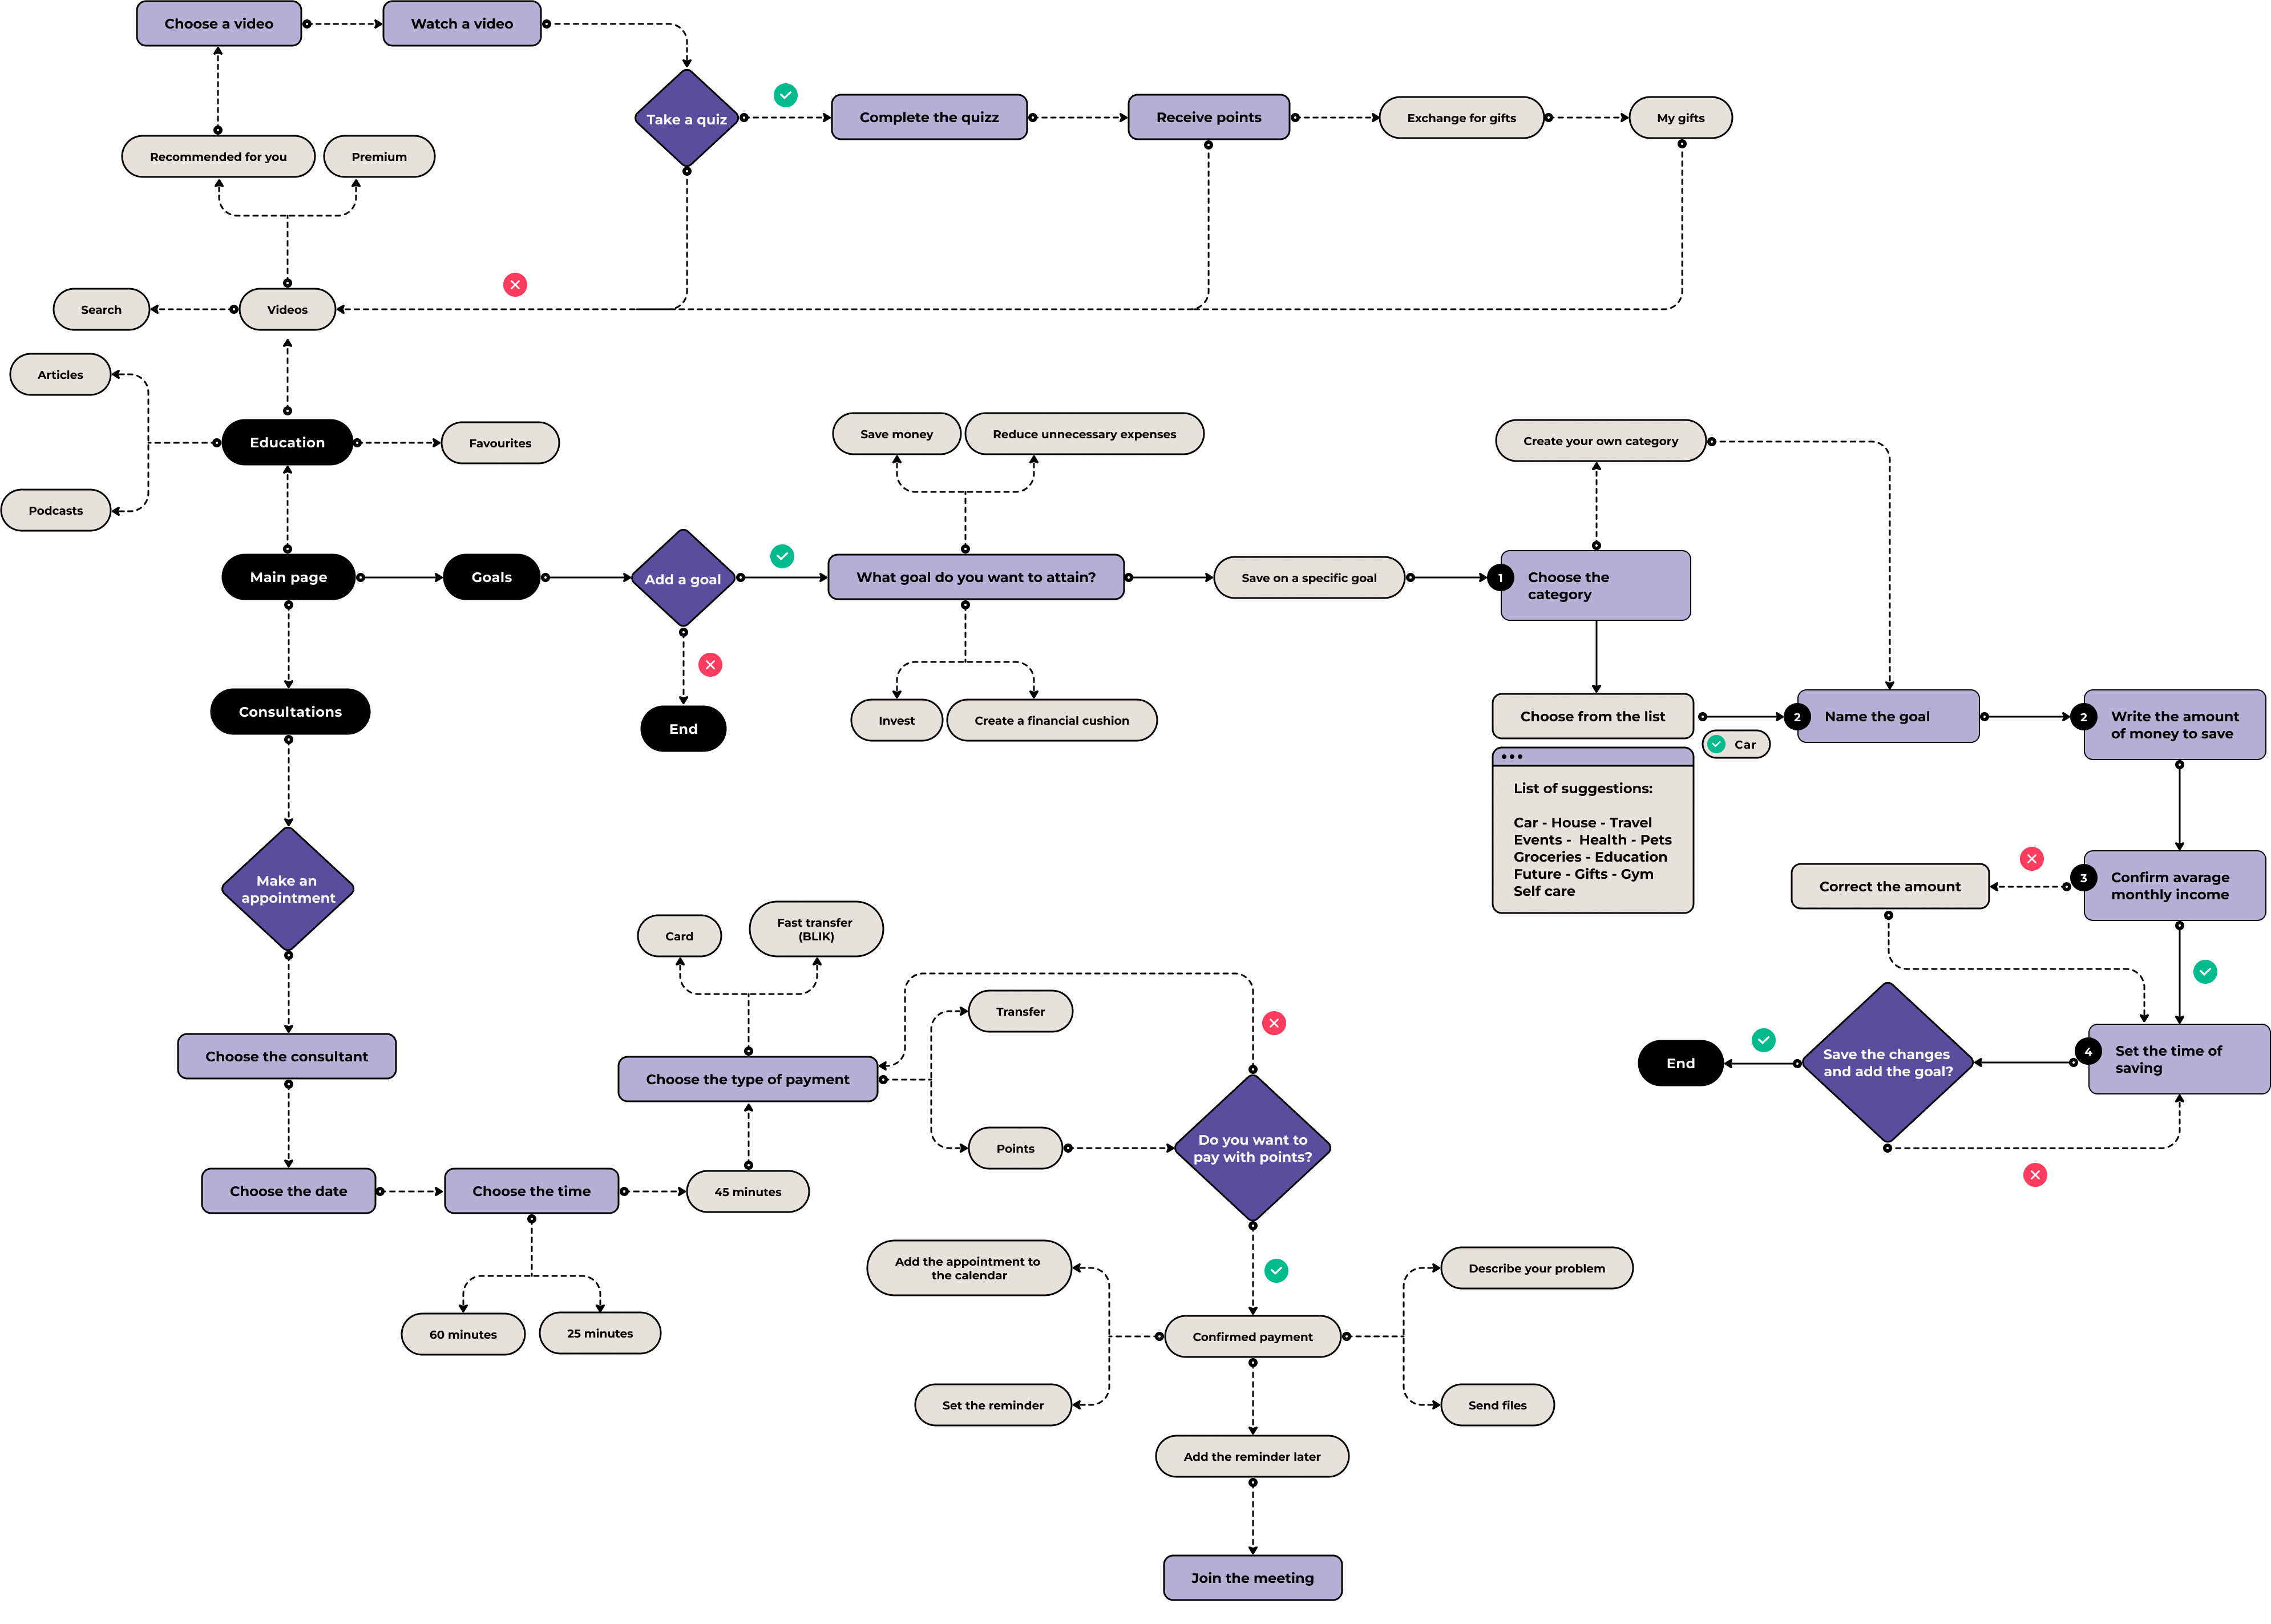 Choose a video
Watch a video
Take a quiz
Complete the quizz
Receive points
Exchange for gifts
My gifts
Recommended for you
Premium
Search
Videos
Articles
Education
Favourites
Podcasts
Save money
Reduce unnecessary expenses
Create your own category
Main page
Goals
Add a goal
What goal do you want to attain?
Save on a specific goal
1
Choose the
category
Consultations
End
Invest
Create a financial cushion
Choose from the list
Car
2
Name the goal
2
Write the amount
of money to save
List of suggestions:
Car - House - Travel
Events -  Health - Pets
Groceries - Education
Future - Gifts - Gym
Self care
Make an
appointment
Correct the amount
3
Confirm avarage
monthly income
Card
Fast transfer
(BLIK)
Transfer
Choose the consultant
Choose the type of payment
End
Save the changes
and add the goal?
4
Set the time of
saving
Points
Do you want to
pay with points?
Choose the date
Choose the time
45 minutes
60 minutes
25 minutes
Add the appointment to
the calendar
Describe your problem
Confirmed payment
Set the reminder
Send files
Add the reminder later
Join the meeting